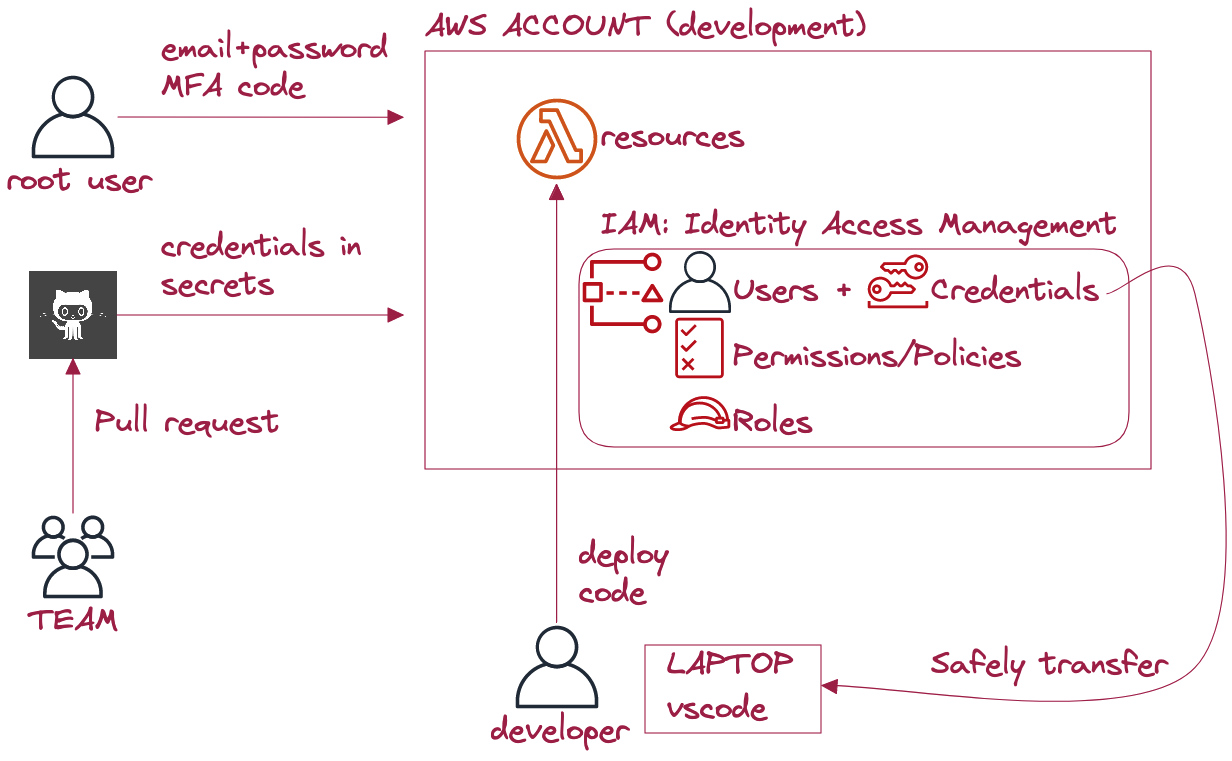 AWS ACCOUNT (development)
email+password
MFA code
root user
resources
IAM: Identity Access Management
Users + Credentials
Permissions/Policies
Roles
credentials in
secrets
Pull request
TEAM
deploy
code
developer
LAPTOP
vscode
Safely transfer